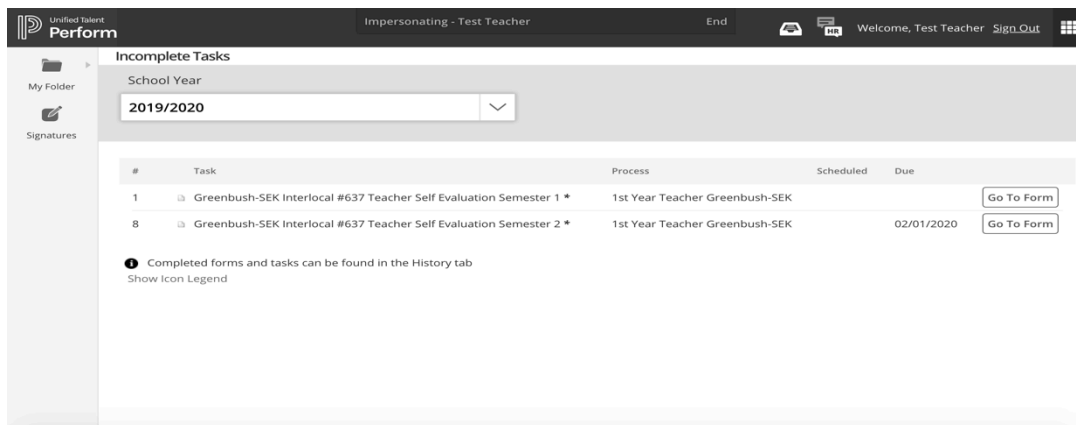 Unified Talent
Perform
Impersonating - Test Teacher End
HR
Welcome, Test Teacher Sign Out
My Folder
Signatures
Incomplete Tasks
School Year
2019/2020
# Task Process Scheduled Due
1 Greenbush-SEK Interlocal #637 Teacher Self Evaluation Semester 1 * 1st Year Teacher Greenbush-SEK Go To Form
8 Greenbush-SEK Interlocal #637 Teacher Self Evaluation Semester 2 * 1st Year Teacher Greenbush-SEK 02/01/2020 Go To Form
Completed forms and tasks can be found in the History tab
Show Icon Legend